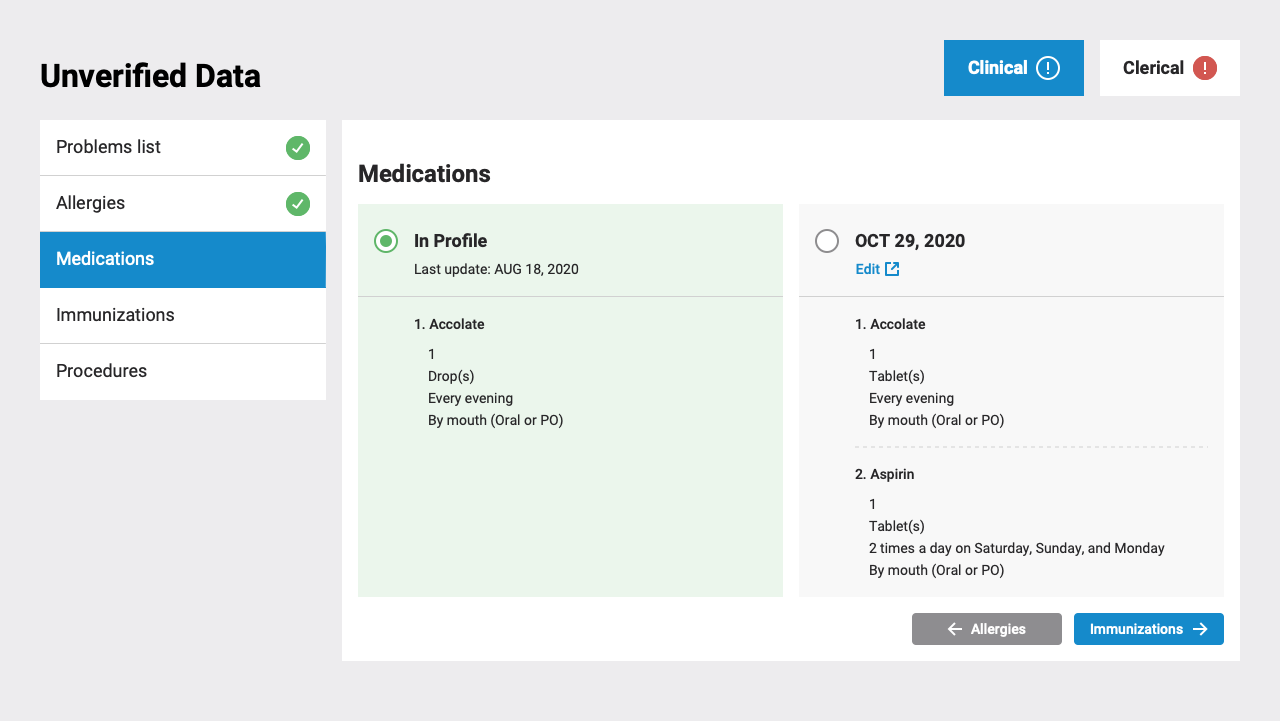 Unverified Data
Clinical
Clerical
Problems list
Allergies
Medications
Immunizations
Procedures
Medications
In Profile
Last update: AUG 18, 2020
1. Accolate
1
Drop(s)
Every evening
By mouth (Oral or PO)
OCT 29, 2020
Edit
1. Accolate
1
Tablet(s)
Every evening
By mouth (Oral or PO)
2. Aspirin
1
Tablet(s)
2 times a day on Saturday, Sunday, and Monday
By mouth (Oral or PO)
Allergies
Immunizations